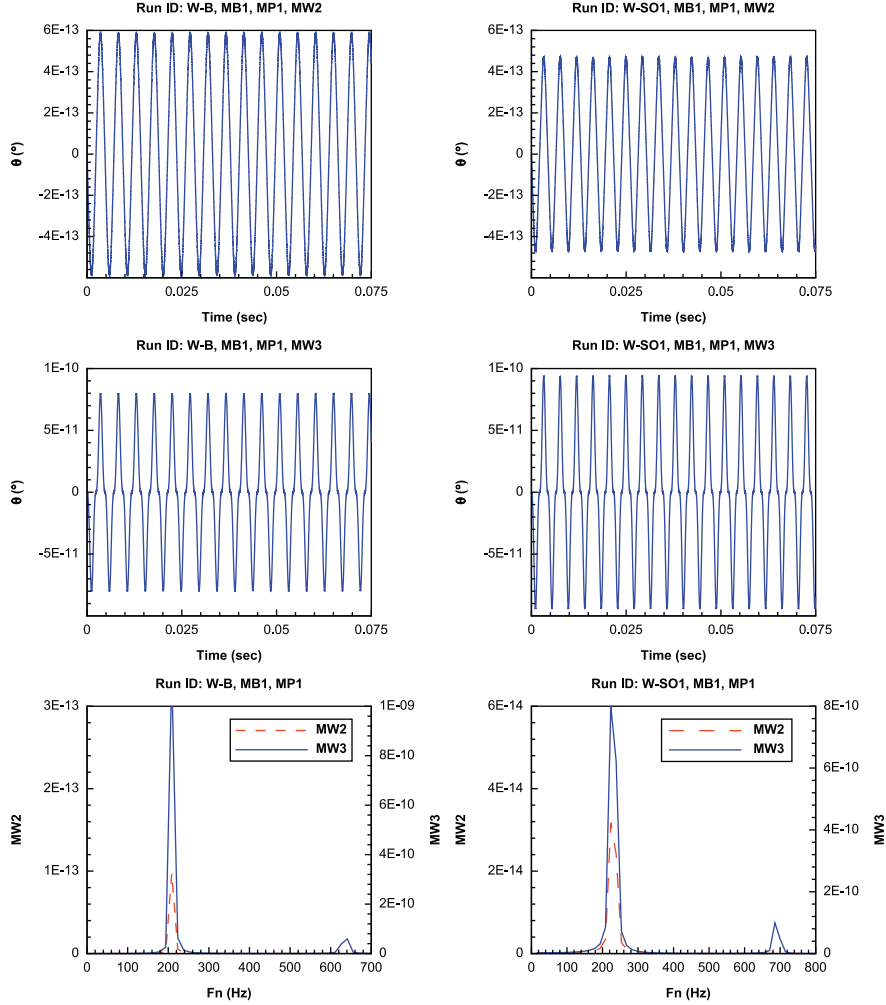 Run ID: W-B, MB1, MP1, MW2
6E-13
4E-13
2E-13
0
-2E-13
-4E-13
θ (°)
0 0.025 0.05 0.075
Time (sec)
Run ID: W-SO1, MB1, MP1, MW2
6E-13
4E-13
2E-13
0
-2E-13
-4E-13
θ (°)
0 0.025 0.05 0.075
Time (sec)
Run ID: W-B, MB1, MP1, MW3
1E-10
5E-11
0
-5E-11
θ (°)
0 0.025 0.05 0.075
Time (sec)
Run ID: W-SO1, MB1, MP1, MW3
1E-10
5E-11
0
-5E-11
θ (°)
0 0.025 0.05 0.075
Time (sec)
Run ID: W-B, MB1, MP1
3E-13
2E-13
1E-13
0
MW2
MW2
MW3
1E-09
8E-10
6E-10
4E-10
2E-10
0
MW3
0 100 200 300 400 500 600 700
Fn (Hz)
Run ID: W-SO1, MB1, MP1
6E-14
4E-14
2E-14
0
MW2
MW2
MW3
8E-10
6E-10
4E-10
2E-10
0
MW3
0 100 200 300 400 500 600 700 800
Fn (Hz)